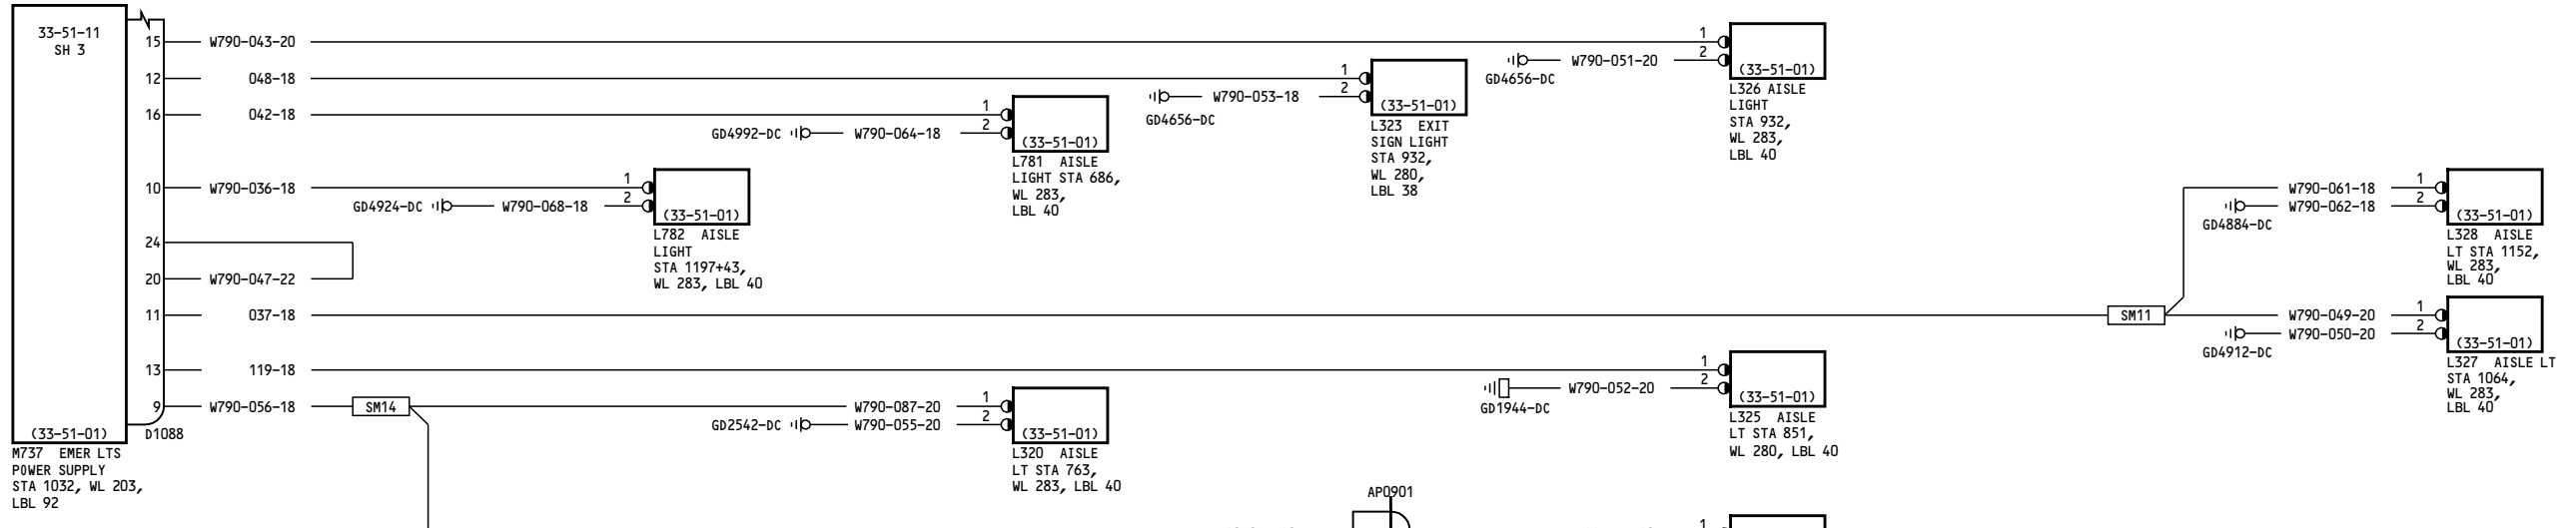 33-51-11
SH 3
(33-51-01)
M737 EMER LTS
POWER SUPPLY
STA 1032, WL 203,
LBL 92
D1088
15 W790-043-20
12 048-18
16 042-18
10 W790-036-18
24
20 W790-047-22
11 037-18
13 119-18
9 W790-056-18 SM14
GD4924-DC W790-068-18
1
2
(33-51-01)
L782 AISLE
LIGHT
STA 1197+43,
WL 283, LBL 40
GD4992-DC W790-064-18
1
2
(33-51-01)
L781 AISLE
LIGHT STA 686,
WL 283,
LBL 40
W790-087-20
GD2542-DC W790-055-20
1
2
(33-51-01)
L320 AISLE
LT STA 763,
WL 283, LBL 40
W790-053-18
GD4656-DC
1
2
(33-51-01)
L323 EXIT
SIGN LIGHT
STA 932,
WL 280,
LBL 38
W790-051-20
GD4656-DC
1
2
(33-51-01)
L326 AISLE
LIGHT
STA 932,
WL 283,
LBL 40
W790-052-20
GD1944-DC
1
2
(33-51-01)
L325 AISLE
LT STA 851,
WL 280, LBL 40
AP0901
1
SM11
W790-061-18
W790-062-18
GD4884-DC
1
2
(33-51-01)
L328 AISLE
LT STA 1152,
WL 283,
LBL 40
W790-049-20
W790-050-20
GD4912-DC
1
2
(33-51-01)
L327 AISLE LT
STA 1064,
WL 283,
LBL 40